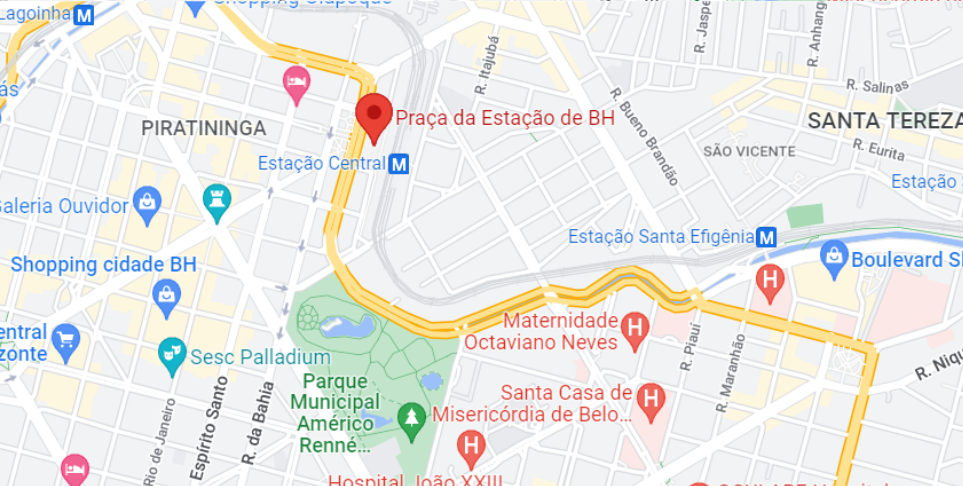 Lagoinha M
Shopping Oiapoque
ás
R. Itajubá
R. Jaspe
R. Anhang
R. Salinas
PIRATININGA
Praça da Estação de BH
R. Bueno Brandão
SANTA TEREZA
SÃO VICENTE
R. Eurita
Estação Central M
Estação
Galeria Ouvidor
Estação Santa Efigênia M
Shopping cidade BH
H
Boulevard S
entral
zonte
Sesc Palladium
Maternidade
Octaviano Neves
H
R. Piauí
R. Maranhão
R. Niqu
Parque
Municipal
Américo
Renné...
Santa Casa de
Misericórdia de Belo...
H
Rio de Janeiro
Espírito Santo
R. da Bahia
H
Hospital João XXIII